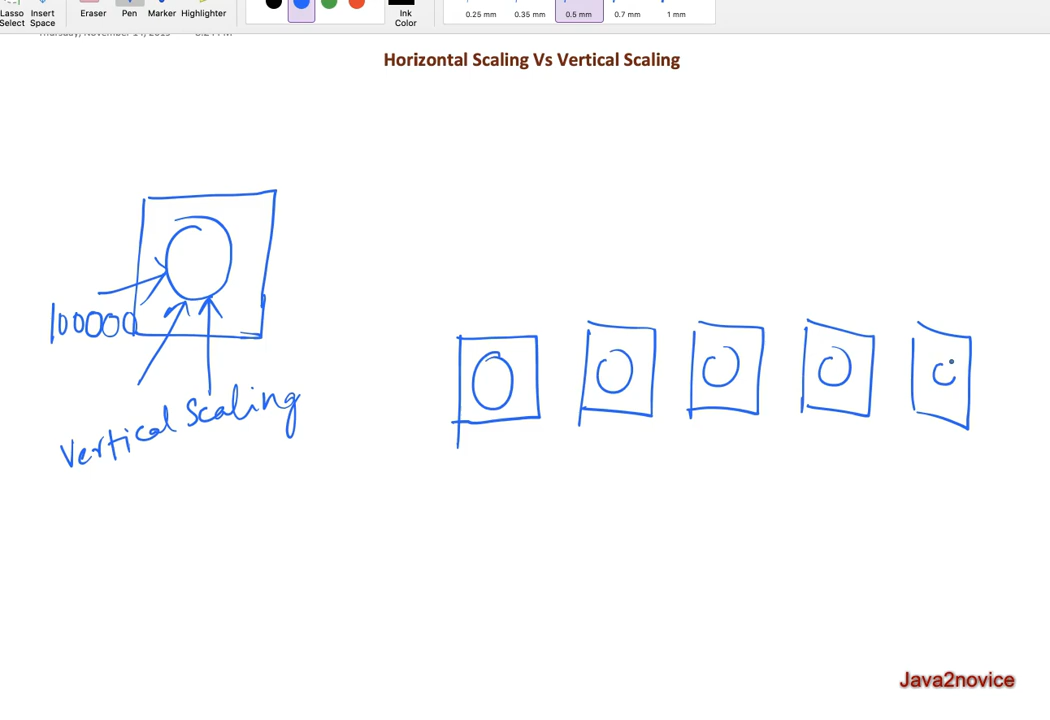 Lasso
Select
Insert
Space
Eraser
Pen
Marker
Highlighter
Ink
Color
0.25 mm
0.35 mm
0.5 mm
0.7 mm
1 mm
Horizontal Scaling Vs Vertical Scaling
100000
Vertical Scaling
Java2novice